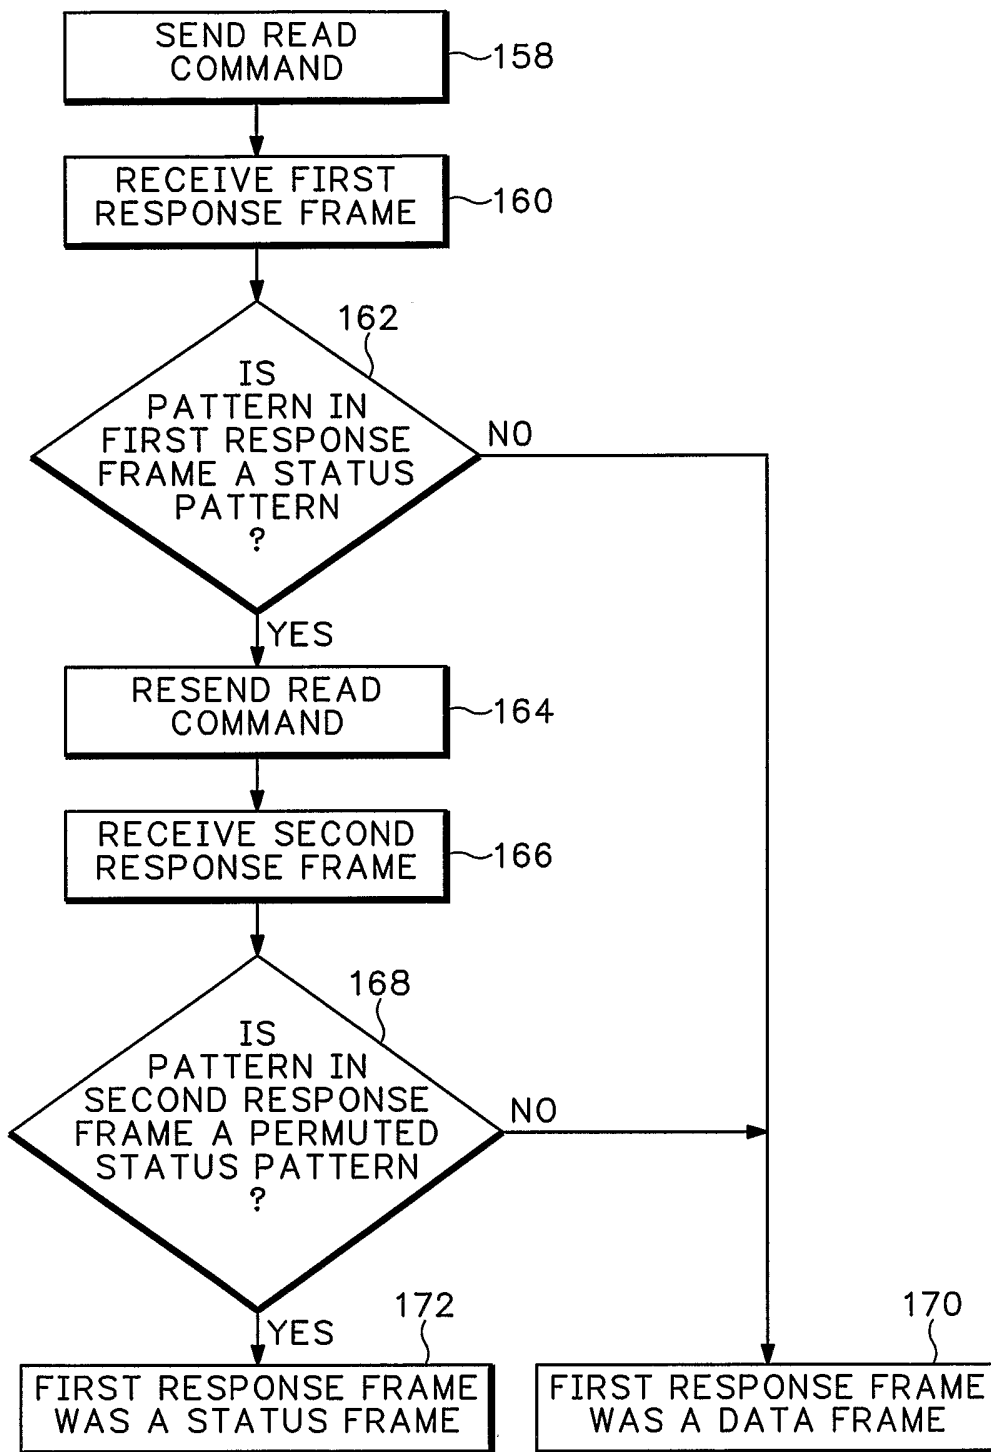 SEND READ
COMMAND
158
RECEIVE FIRST
RESPONSE FRAME
160
162
IS
PATTERN IN
FIRST RESPONSE
FRAME A STATUS
PATTERN
?
NO
YES
RESEND READ
COMMAND
164
RECEIVE SECOND
RESPONSE FRAME
166
168
IS
PATTERN IN
SECOND RESPONSE
FRAME A PERMUTED
STATUS PATTERN
?
NO
YES
172
FIRST RESPONSE FRAME
WAS A STATUS FRAME
170
FIRST RESPONSE FRAME
WAS A DATA FRAME